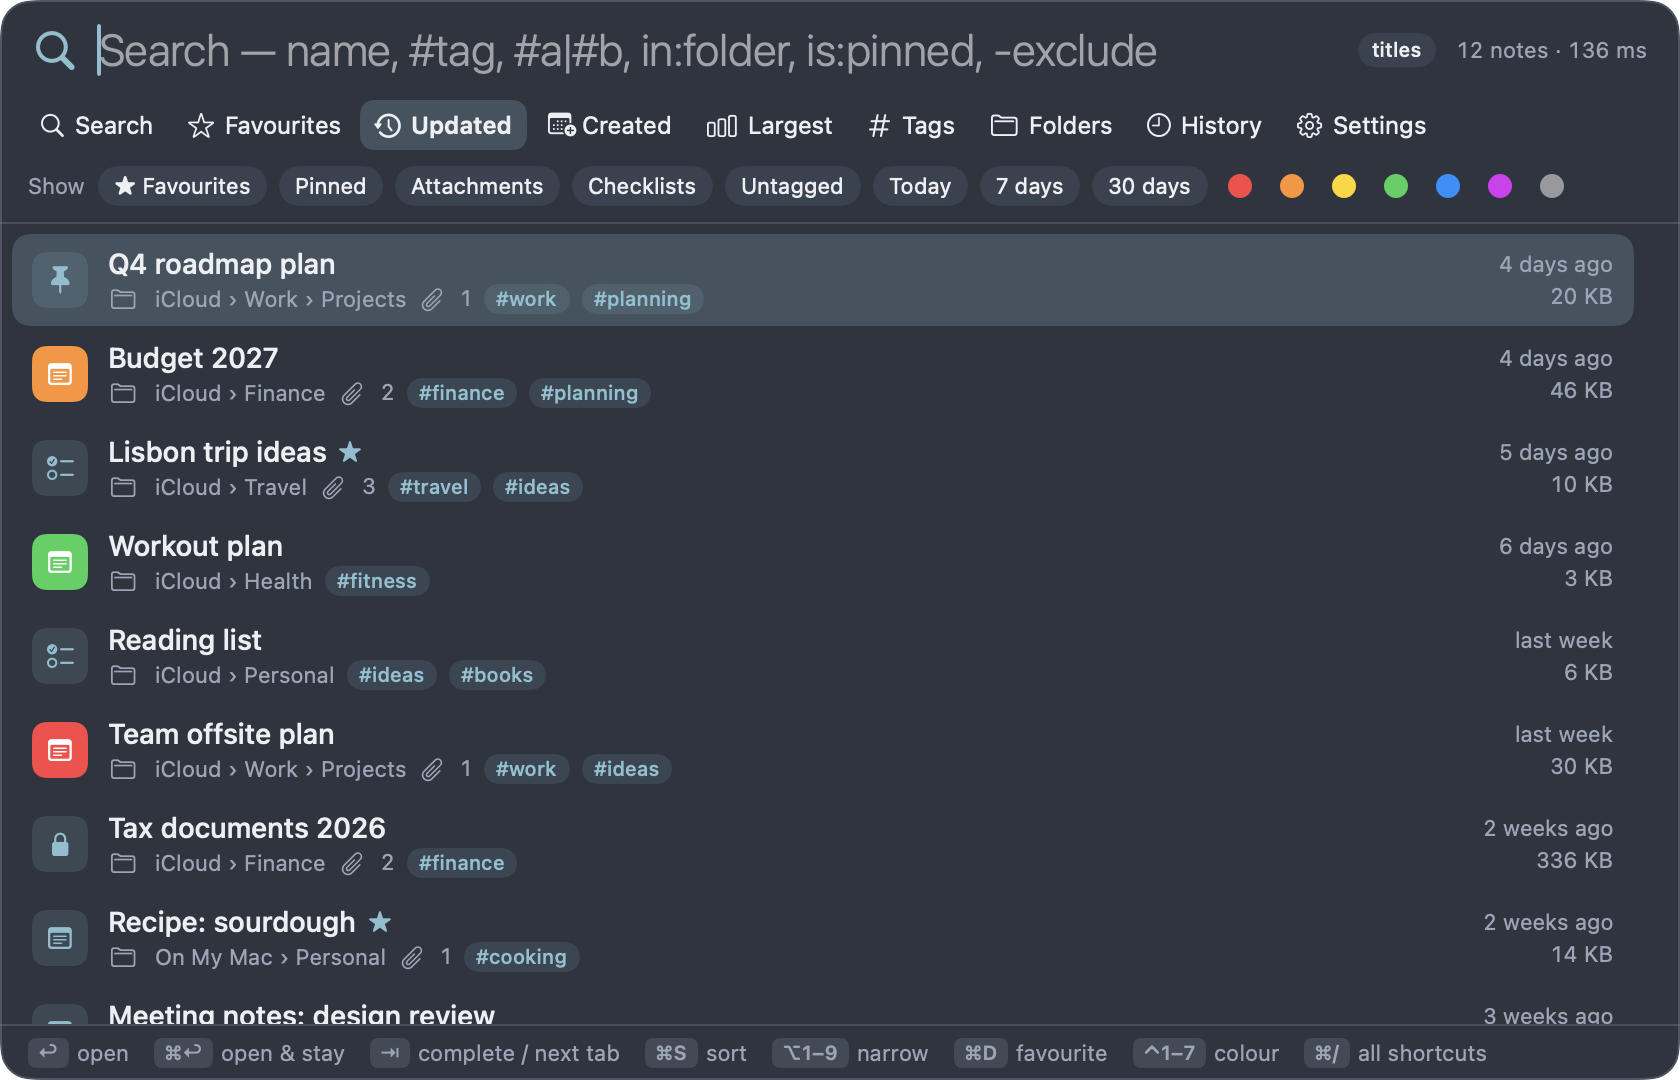 Search — name, #tag, #a|#b, in:folder, is:pinned, -exclude titles 12 notes · 136 ms
Search Favourites Updated Created Largest # Tags Folders History Settings
Show ★ Favourites Pinned Attachments Checklists Untagged Today 7 days 30 days
Q4 roadmap plan 4 days ago
iCloud › Work › Projects 1 #work #planning 20 KB
Budget 2027 4 days ago
iCloud › Finance 2 #finance #planning 46 KB
Lisbon trip ideas ★ 5 days ago
iCloud › Travel 3 #travel #ideas 10 KB
Workout plan 6 days ago
iCloud › Health #fitness 3 KB
Reading list last week
iCloud › Personal #ideas #books 6 KB
Team offsite plan last week
iCloud › Work › Projects 1 #work #ideas 30 KB
Tax documents 2026 2 weeks ago
iCloud › Finance 2 #finance 336 KB
Recipe: sourdough ★ 2 weeks ago
On My Mac › Personal 1 #cooking 14 KB
Meeting notes: design review 3 weeks ago
↩ open ⌘↩ open & stay ⇥ complete / next tab ⌘S sort ⌥1–9 narrow ⌘D favourite ^1–7 colour ⌘/ all shortcuts